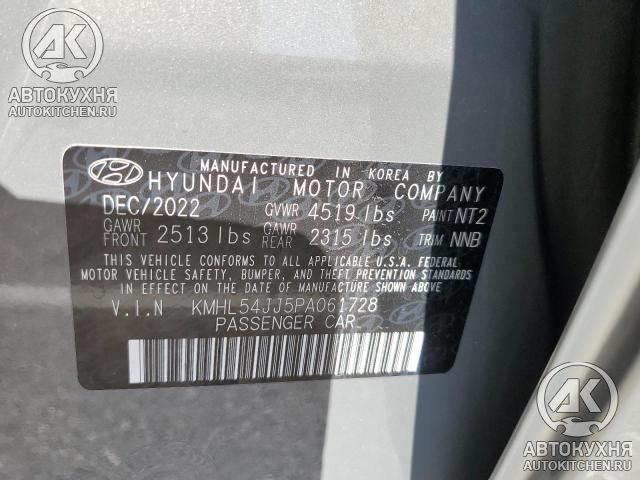 AK
АВТОКУХНЯ
AUTOKITCHEN.RU
MANUFACTURED IN KOREA BY
HYUNDAI MOTOR COMPANY
DEC/2022 GVWR 4519 lbs PAINT NT2
GAWR FRONT 2513 lbs GAWR REAR 2315 lbs TRIM NNB
THIS VEHICLE CONFORMS TO ALL APPLICABLE U.S.A. FEDERAL
MOTOR VEHICLE SAFETY, BUMPER, AND THEFT PREVENTION STANDARDS
IN EFFECT ON THE DATE OF MANUFACTURE SHOWN ABOVE
V.I.N KMHL54JJ5PA061728
PASSENGER CAR
AK
АВТОКУХНЯ
AUTOKITCHEN.RU